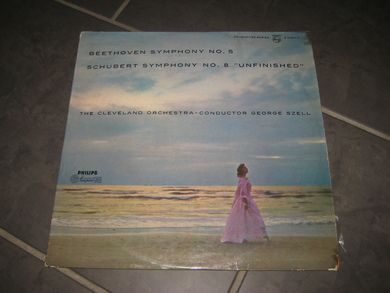 BEETHOVEN SYMPHONY NO. 5
SCHUBERT SYMPHONY NO. 8 "UNFINISHED"
THE CLEVELAND ORCHESTRA-CONDUCTOR GEORGE SZELL
PHILIPS